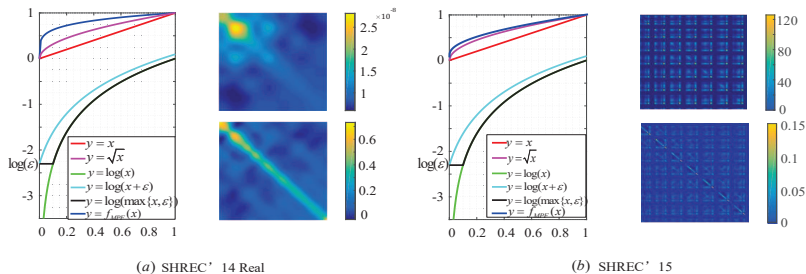 1
0
-1
-2
log(ε)
-3
0 0.2 0.4 0.6 0.8 1
y = x
y = √x
y = log(x)
y = log(x+ε)
y = log(max{x,ε})
y = f_MPE(x)
×10⁻⁸
2.5
2
1.5
1
0.6
0.4
0.2
0
(a) SHREC' 14 Real
1
0
-1
-2
log(ε)
-3
0 0.2 0.4 0.6 0.8 1
y = x
y = √x
y = log(x)
y = log(x+ε)
y = log(max{x,ε})
y = f_MPE(x)
120
80
40
0
0.15
0.10
0.05
0
(b) SHREC' 15